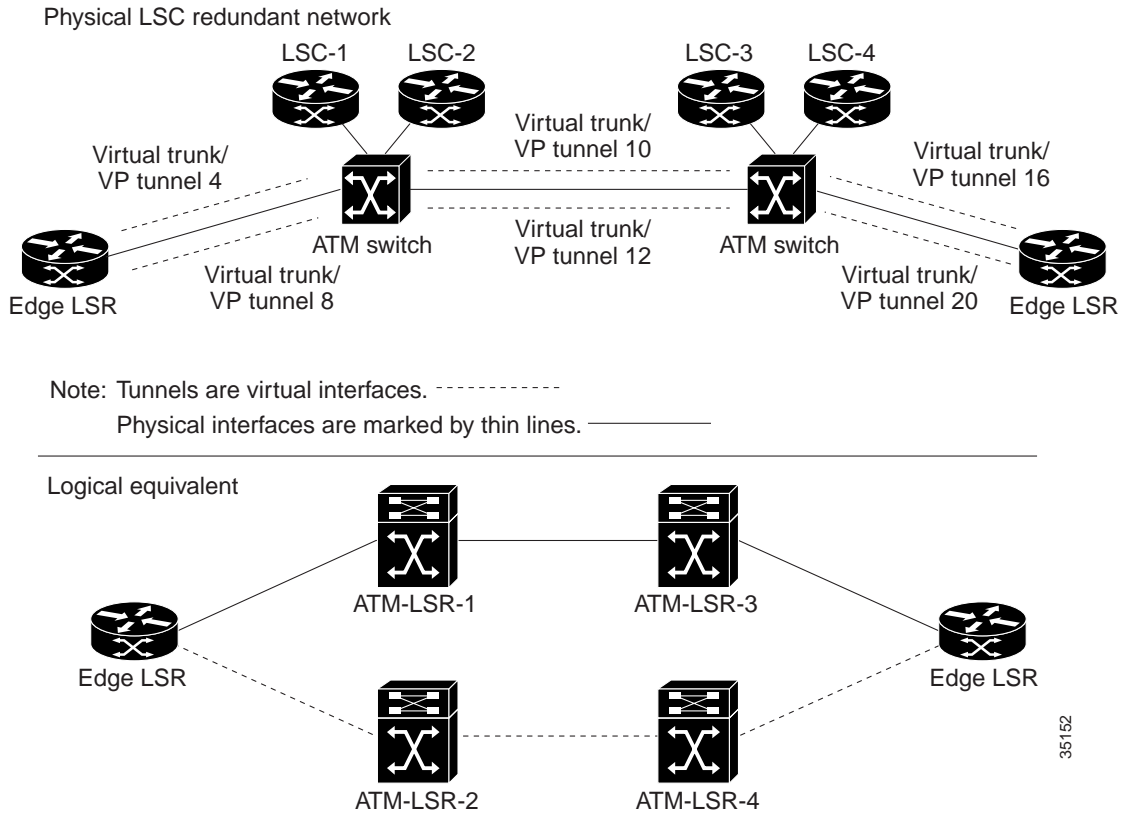 Physical LSC redundant network
LSC-1
LSC-2
LSC-3
LSC-4
Virtual trunk/
VP tunnel 4
Virtual trunk/
VP tunnel 10
Virtual trunk/
VP tunnel 16
ATM switch
Virtual trunk/
VP tunnel 12
ATM switch
Edge LSR
Virtual trunk/
VP tunnel 8
Virtual trunk/
VP tunnel 20
Edge LSR
Note: Tunnels are virtual interfaces.
Physical interfaces are marked by thin lines.
Logical equivalent
ATM-LSR-1
ATM-LSR-3
Edge LSR
Edge LSR
ATM-LSR-2
ATM-LSR-4
35152